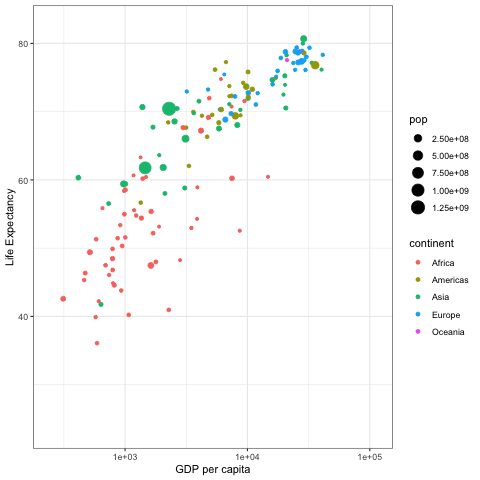 Life Expectancy
80
60
40
1e+03
1e+04
1e+05
GDP per capita
pop
2.50e+08
5.00e+08
7.50e+08
1.00e+09
1.25e+09
continent
Africa
Americas
Asia
Europe
Oceania